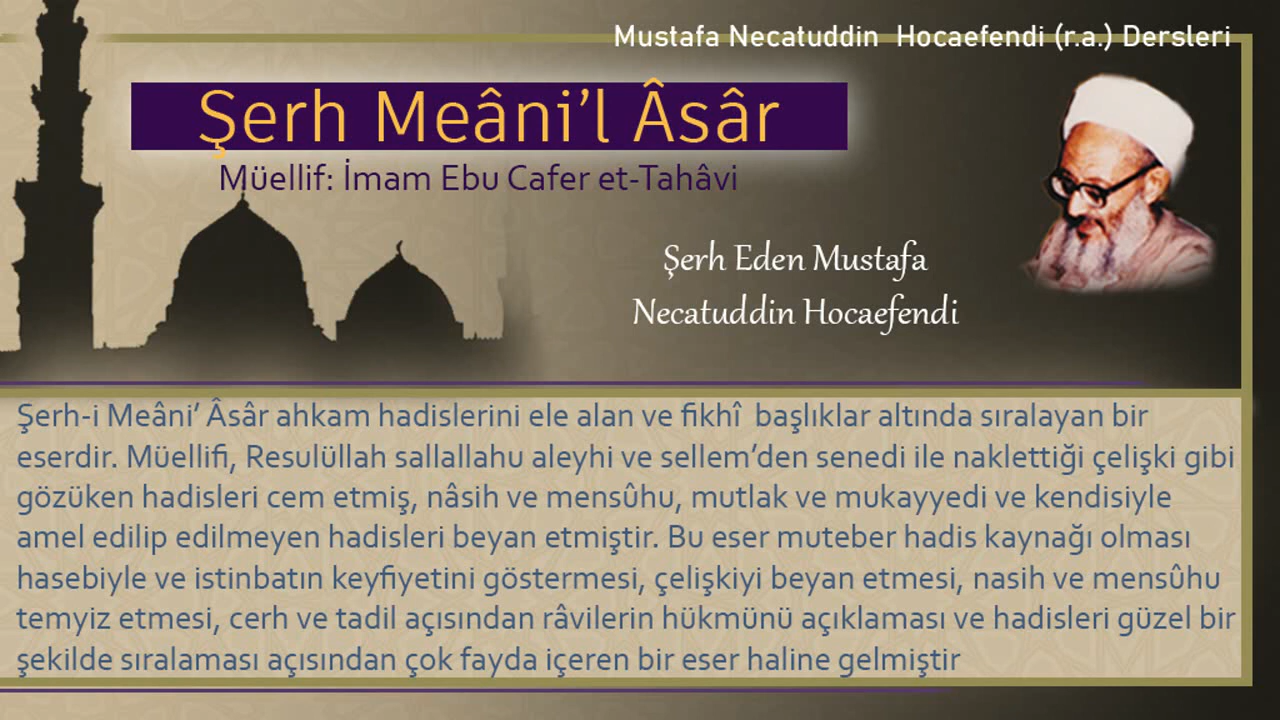 Mustafa Necatuddin Hocaefendi (r.a.) Dersleri
Şerh Meâni’l Âsâr
Müellif: İmam Ebu Cafer et-Tahâvi
Şerh Eden Mustafa
Necatuddin Hocaefendi
Şerh-i Meâni’ Âsâr ahkam hadislerini ele alan ve fikhî başlıklar altında sıralayan bir
eserdir. Müellifi, Resulüllah sallallahu aleyhi ve sellem’den senedi ile naklettiği çelişki gibi
gözüken hadisleri cem etmiş, nâsih ve mensûhu, mutlak ve mukayyedi ve kendisiyle
amel edilip edilmeyen hadisleri beyan etmiştir. Bu eser muteber hadis kaynağı olması
hasebiyle ve istinbatın keyfiyetini göstermesi, çelişkiyi beyan etmesi, nasih ve mensûhu
temyiz etmesi, cerh ve tadil açısından râvilerin hükmünü açıklaması ve hadisleri güzel bir
şekilde sıralaması açısından çok fayda içeren bir eser haline gelmiştir